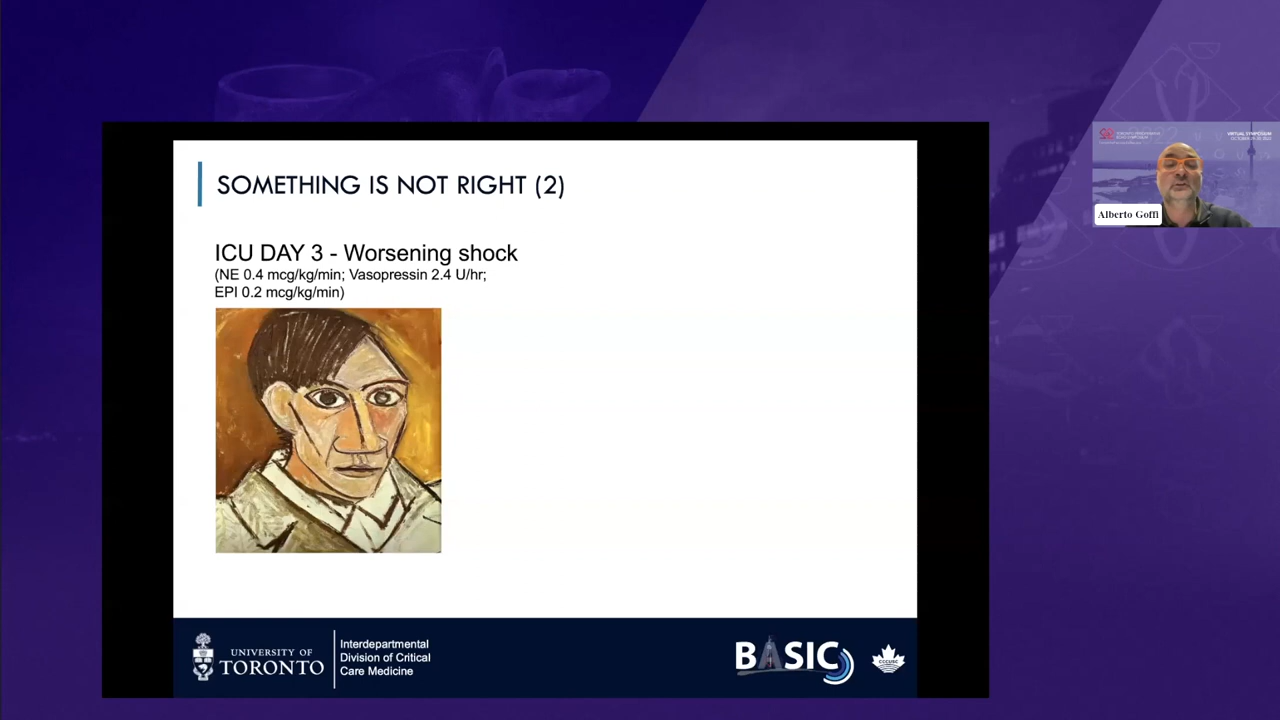 SOMETHING IS NOT RIGHT (2)
ICU DAY 3 - Worsening shock
(NE 0.4 mcg/kg/min; Vasopressin 2.4 U/hr;
EPI 0.2 mcg/kg/min)
UNIVERSITY OF
TORONTO
Interdepartmental
Division of Critical
Care Medicine
BASIC
VIRTUAL SYMPOSIUM
Alberto Goffi